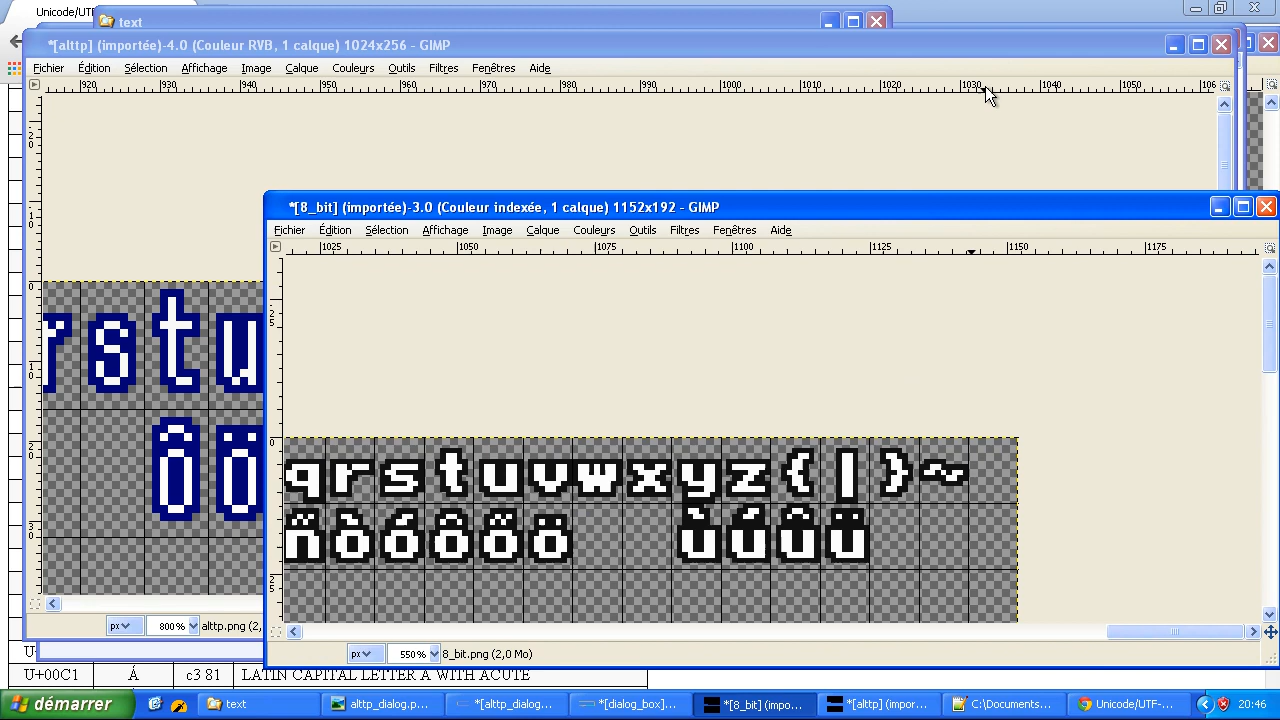 Unicode/UTF
text
*[alttp] (importée)-4.0 (Couleur RVB, 1 calque) 1024x256 - GIMP
Fichier Édition Sélection Affichage Image Calque Couleurs Outils Filtres Fenêtres Aide
920 930 940 950 960 970 980 990 1000 1010 1020 1030 1040 1050 106
*[8_bit] (importée)-3.0 (Couleur indexée, 1 calque) 1152x192 - GIMP
Fichier Édition Sélection Affichage Image Calque Couleurs Outils Filtres Fenêtres Aide
1025 1050 1075 1100 1125 1150 1175
r s t u
ô ö
q r s t u v w x y z { | } ~
ñ ò ó ô õ ö ù ú û ü
px 800% alttp.png (2,
px 550% 8_bit.png (2,0 Mo)
U+00C1 Á c3 81 LATIN CAPITAL LETTER A WITH ACUTE
démarrer text alttp_dialog.p... *[alttp_dialog... *[dialog_box]... *[8_bit] (impo... *[alttp] (impor... C:\Documents... Unicode/UTF-... 20:46